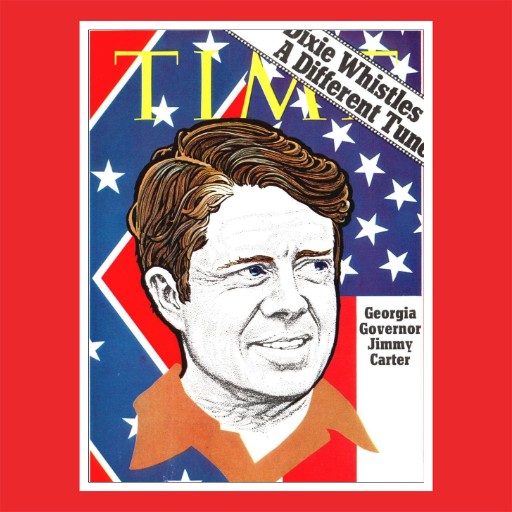 TIME
Dixie Whistles
A Different Tune
Georgia
Governor
Jimmy
Carter